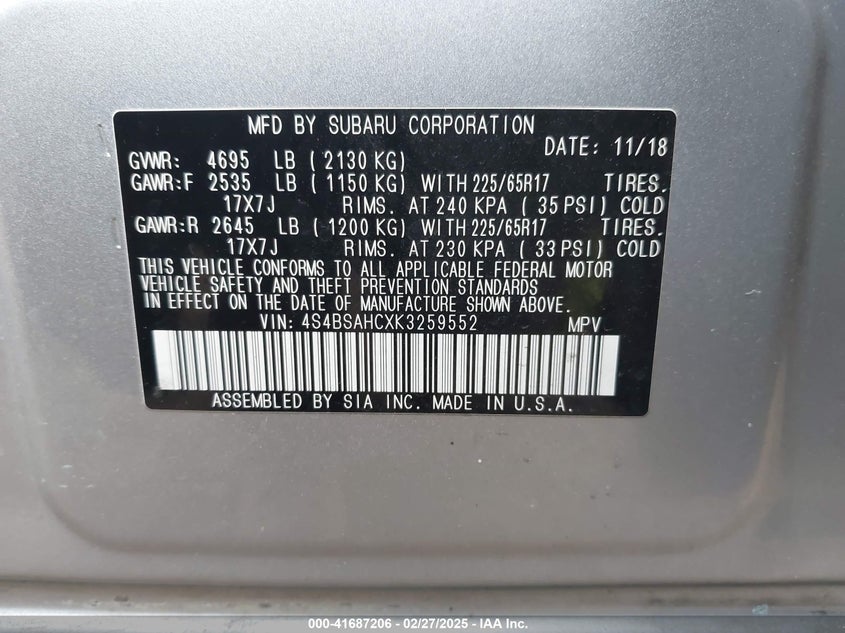 MFD BY SUBARU CORPORATION
DATE: 11/18
GVWR: 4695 LB ( 2130 KG)
GAWR:F 2535 LB ( 1150 KG) WITH 225/65R17 TIRES.
17X7J RIMS. AT 240 KPA ( 35 PSI) COLD
GAWR:R 2645 LB ( 1200 KG) WITH 225/65R17 TIRES.
17X7J RIMS. AT 230 KPA ( 33 PSI) COLD
THIS VEHICLE CONFORMS TO ALL APPLICABLE FEDERAL MOTOR
VEHICLE SAFETY AND THEFT PREVENTION STANDARDS
IN EFFECT ON THE DATE OF MANUFACTURE SHOWN ABOVE.
VIN: 4S4BSAHCXK3259552 MPV
ASSEMBLED BY SIA INC. MADE IN U.S.A.
000-41687206 - 02/27/2025 - IAA Inc.